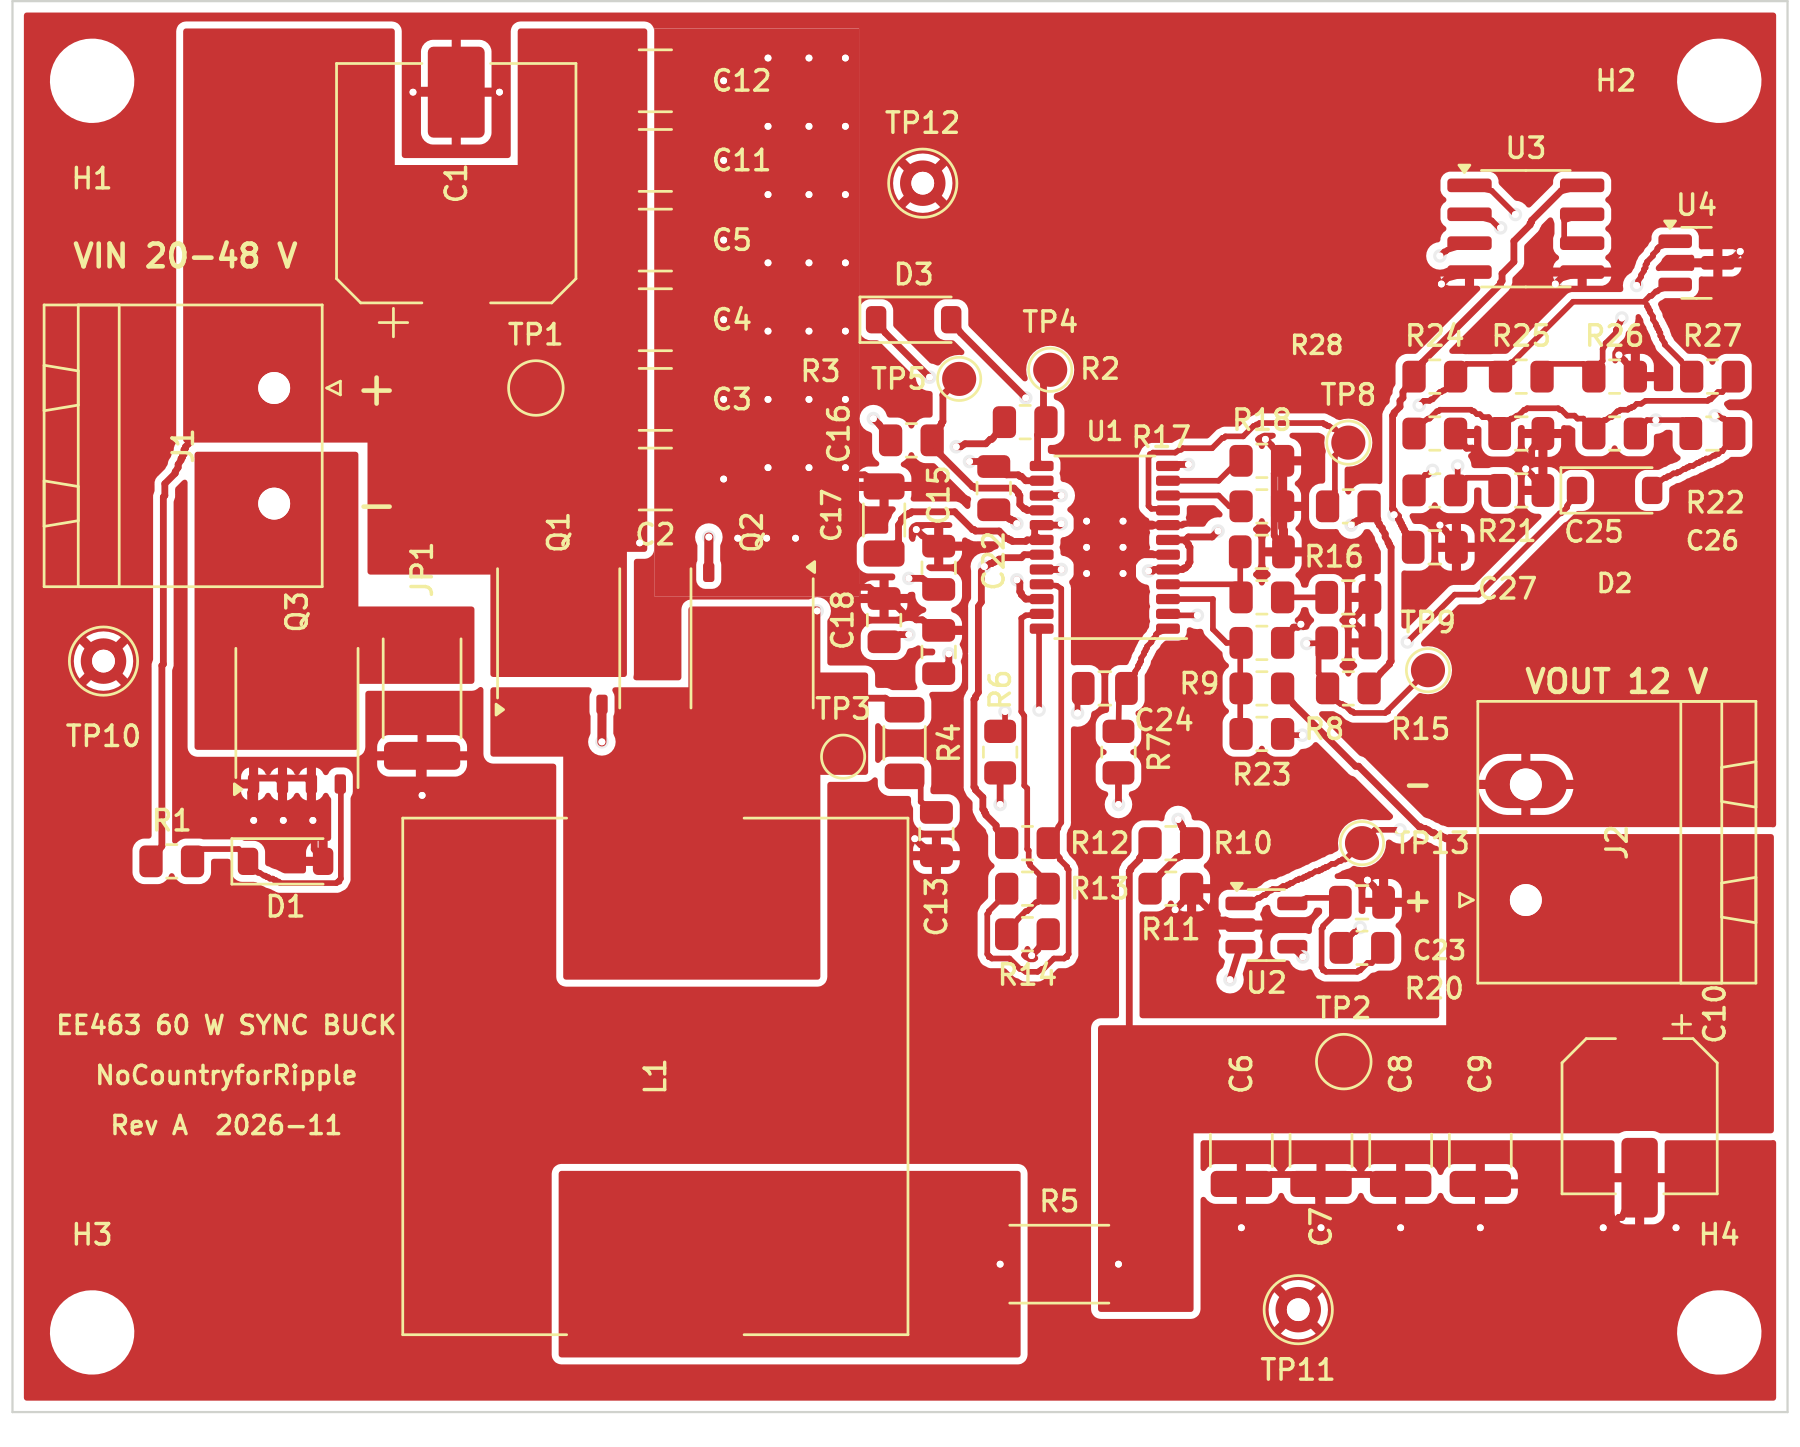 C12
H2
TP12
U3
C11
H1
C1
U4
VIN 20-48 V
C5
D3
TP1
C4
TP4
R28
R24
R25
R26
R27
R3
TP5
R2
TP8
C3
+
J1
C16
U1
R17
R18
C15
C17
Q1
C2
Q2
-
R22
R21
C25
C26
JP1
C22
R16
C27
D2
Q3
C18
TP9
R6
R9
VOUT 12 V
TP3
C24
R8
R15
TP10
R4
R7
R23
-
R1
R12
R10
TP13
J2
D1
C13
R13
R11
+
C23
R14
U2
R20
TP2
C10
EE463 60 W SYNC BUCK
NoCountryforRipple
Rev A 2026-11
L1
C6
C8
C9
R5
C7
H3
H4
TP11